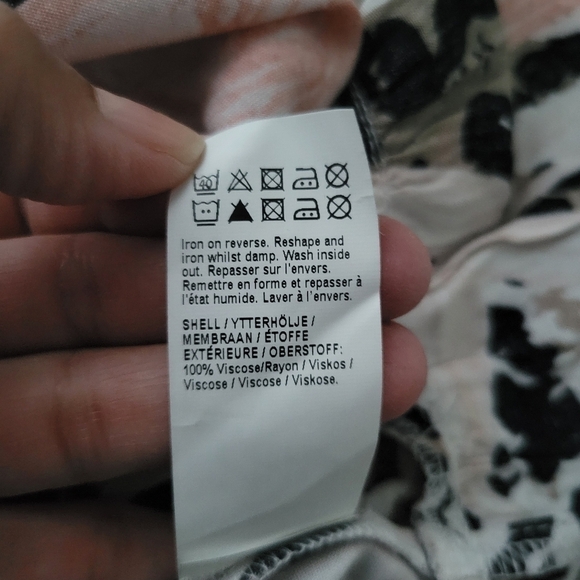 40
Iron on reverse. Reshape and
iron whilst damp. Wash inside
out. Repasser sur l'envers.
Remettre en forme et repasser à
l'état humide. Laver à l'envers.
SHELL / YTTERHÖLJE /
MEMBRAAN / ÉTOFFE
EXTÉRIEURE / OBERSTOFF:
100% Viscose/Rayon / Viskos /
Viscose / Viscose / Viskose.